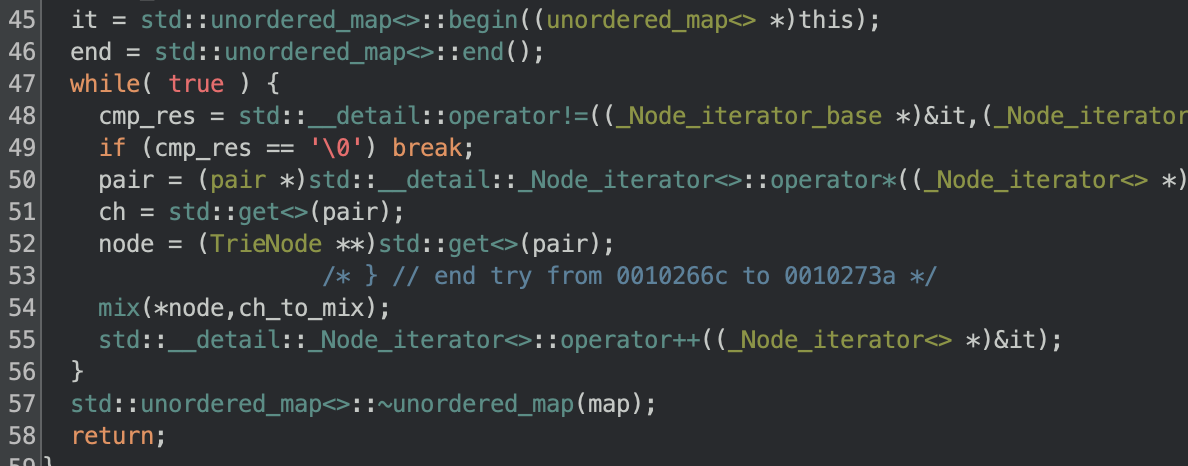 45 it = std::unordered_map<>::begin((unordered_map<> *)this);
46 end = std::unordered_map<>::end();
47 while( true ) {
48 cmp_res = std::__detail::operator!=((_Node_iterator_base *)&it,(_Node_iterator
49 if (cmp_res == '\0') break;
50 pair = (pair *)std::__detail::_Node_iterator<>::operator*((_Node_iterator<> *)
51 ch = std::get<>(pair);
52 node = (TrieNode **)std::get<>(pair);
53 /* } // end try from 0010266c to 0010273a */
54 mix(*node,ch_to_mix);
55 std::__detail::_Node_iterator<>::operator++((_Node_iterator<> *)&it);
56 }
57 std::unordered_map<>::~unordered_map(map);
58 return;
59 }